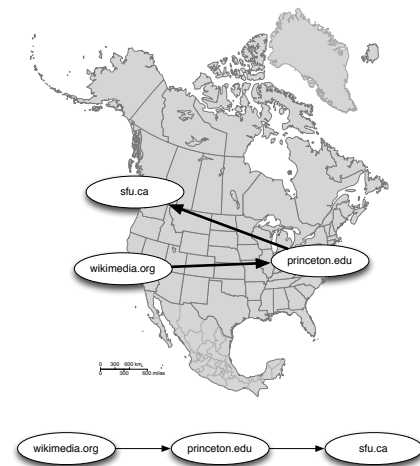 sfu.ca
wikimedia.org
princeton.edu
0 300 600 km
0 300 600 miles
wikimedia.org
princeton.edu
sfu.ca